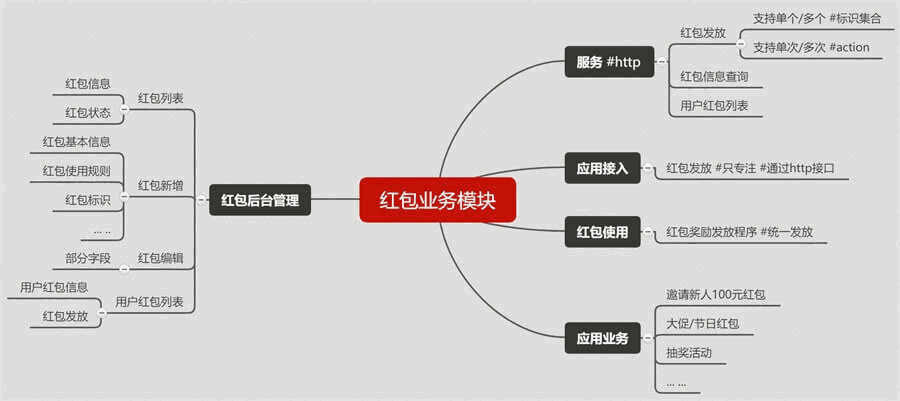 红包业务模块
服务 #http
红包发放
支持单个/多个 #标识集合
支持单次/多次 #action
红包信息查询
用户红包列表
应用接入
红包发放 #只专注 #通过http接口
红包使用
红包奖励发放程序 #统一发放
应用业务
邀请新人100元红包
大促/节日红包
抽奖活动
... ...
红包后台管理
红包列表
红包信息
红包状态
红包新增
红包基本信息
红包使用规则
红包标识
... ..
红包编辑
部分字段
用户红包列表
用户红包信息
红包发放